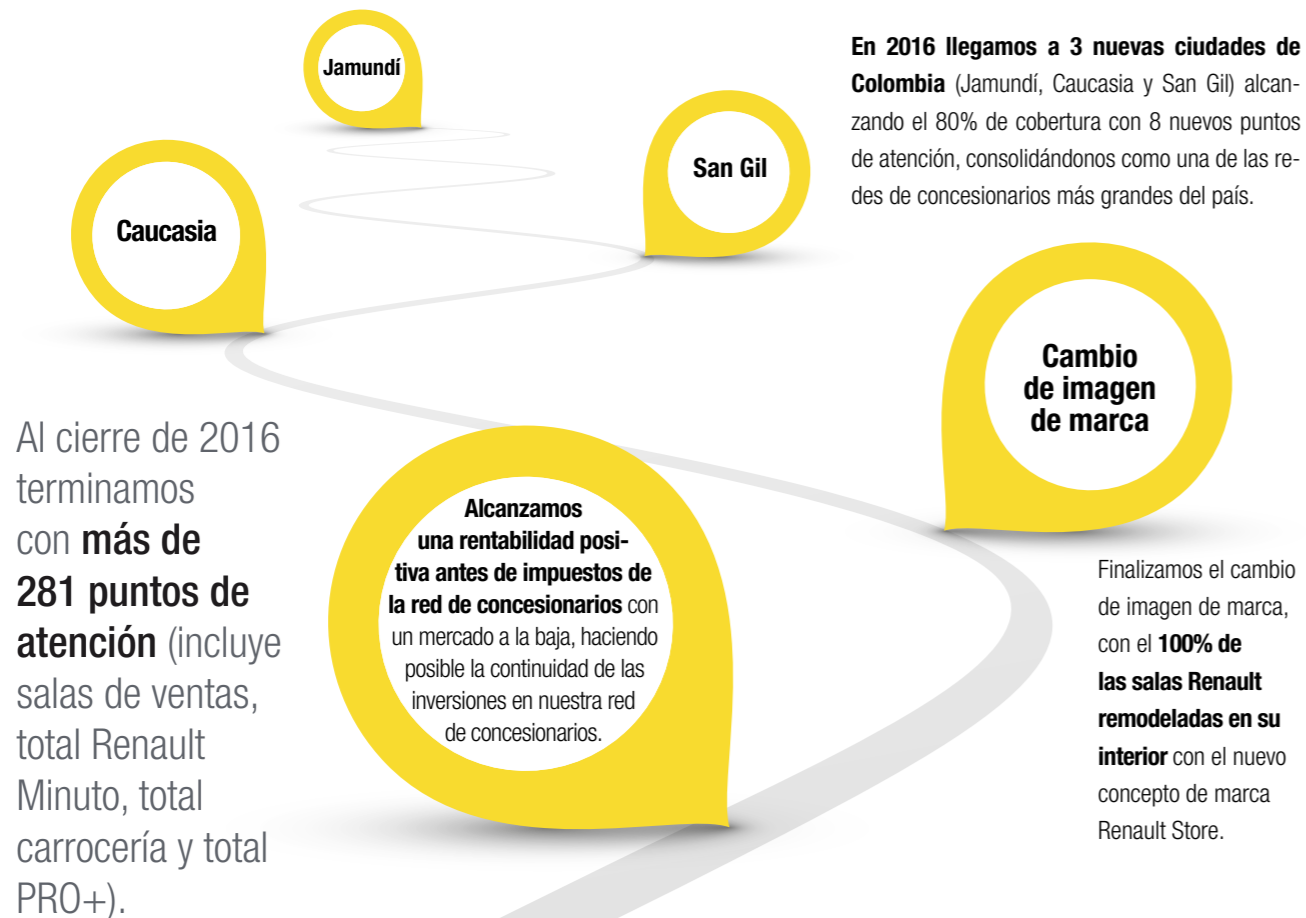 Jamundí
En 2016 llegamos a 3 nuevas ciudades de
Colombia (Jamundí, Caucasia y San Gil) alcan-
zando el 80% de cobertura con 8 nuevos puntos
de atención, consolidándonos como una de las re-
des de concesionarios más grandes del país.
San Gil
Caucasia
Cambio
de imagen
de marca
Al cierre de 2016
terminamos
con más de
281 puntos de
atención (incluye
salas de ventas,
total Renault
Minuto, total
carrocería y total
PRO+).
Alcanzamos
una rentabilidad posi-
tiva antes de impuestos de
la red de concesionarios con
un mercado a la baja, haciendo
posible la continuidad de las
inversiones en nuestra red
de concesionarios.
Finalizamos el cambio
de imagen de marca,
con el 100% de
las salas Renault
remodeladas en su
interior con el nuevo
concepto de marca
Renault Store.